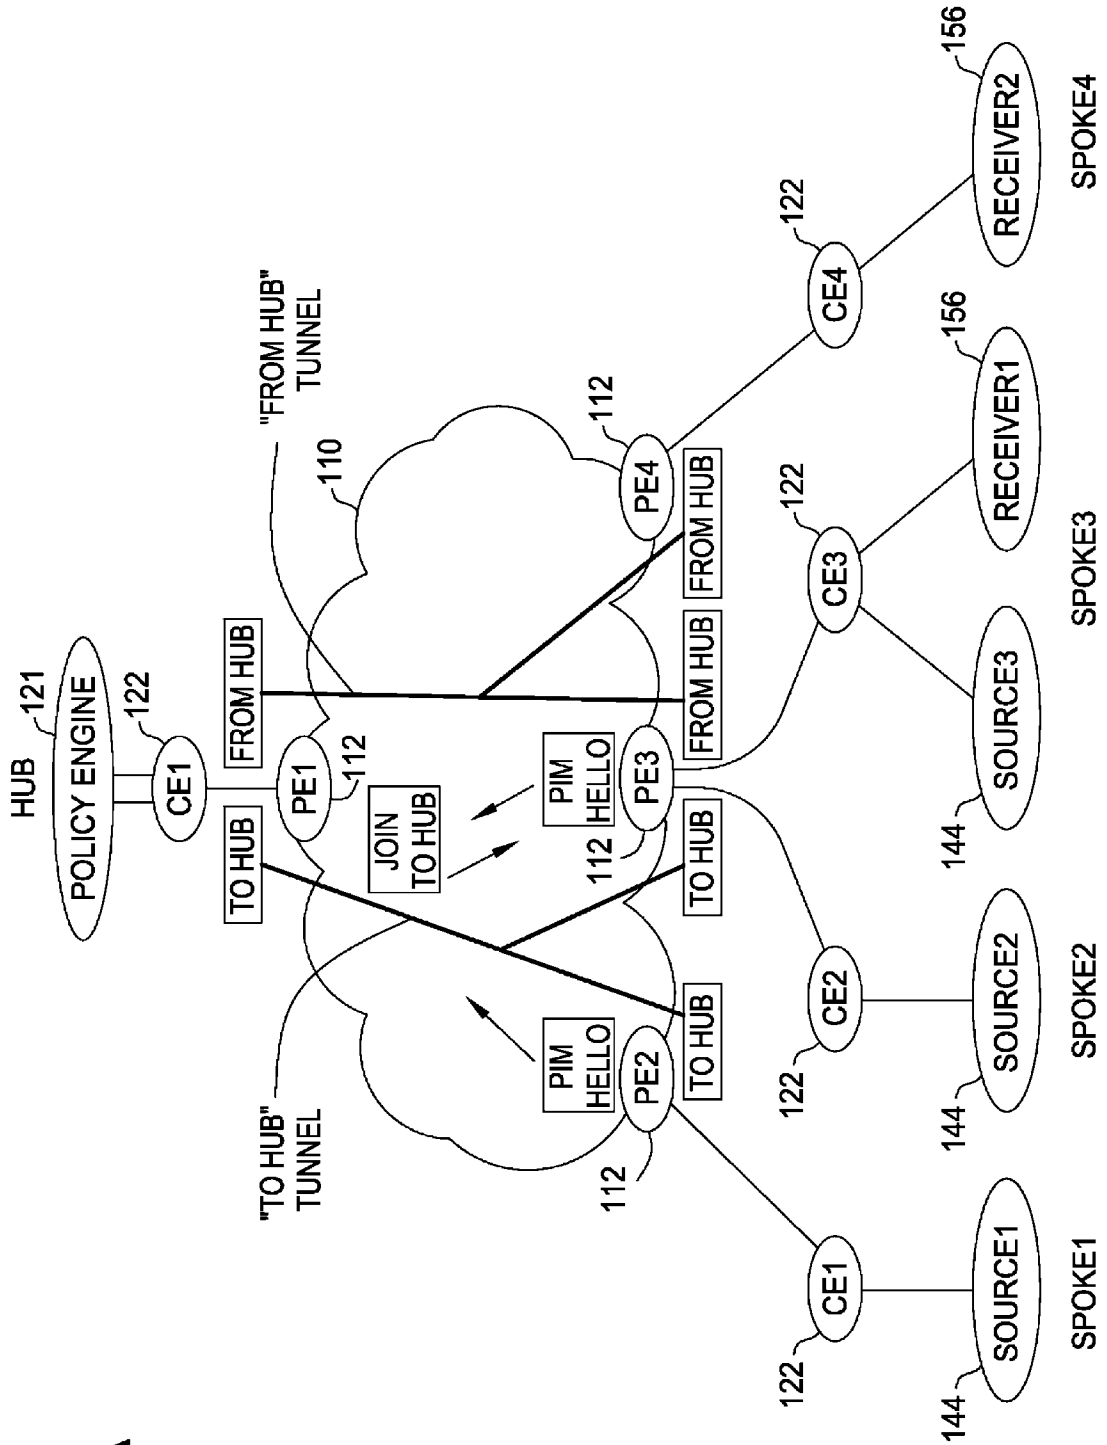 HUB
121
POLICY ENGINE
122
CE1
TO HUB
FROM HUB
"TO HUB"
TUNNEL
"FROM HUB"
TUNNEL
PE1
112
110
JOIN
TO HUB
PIM
HELLO
PIM
HELLO
112
PE2
112
PE3
112
PE4
TO HUB
TO HUB
FROM HUB
FROM HUB
122
CE1
122
CE2
122
CE3
122
CE4
144
SOURCE1
144
SOURCE2
144
SOURCE3
156
RECEIVER1
156
RECEIVER2
SPOKE1
SPOKE2
SPOKE3
SPOKE4